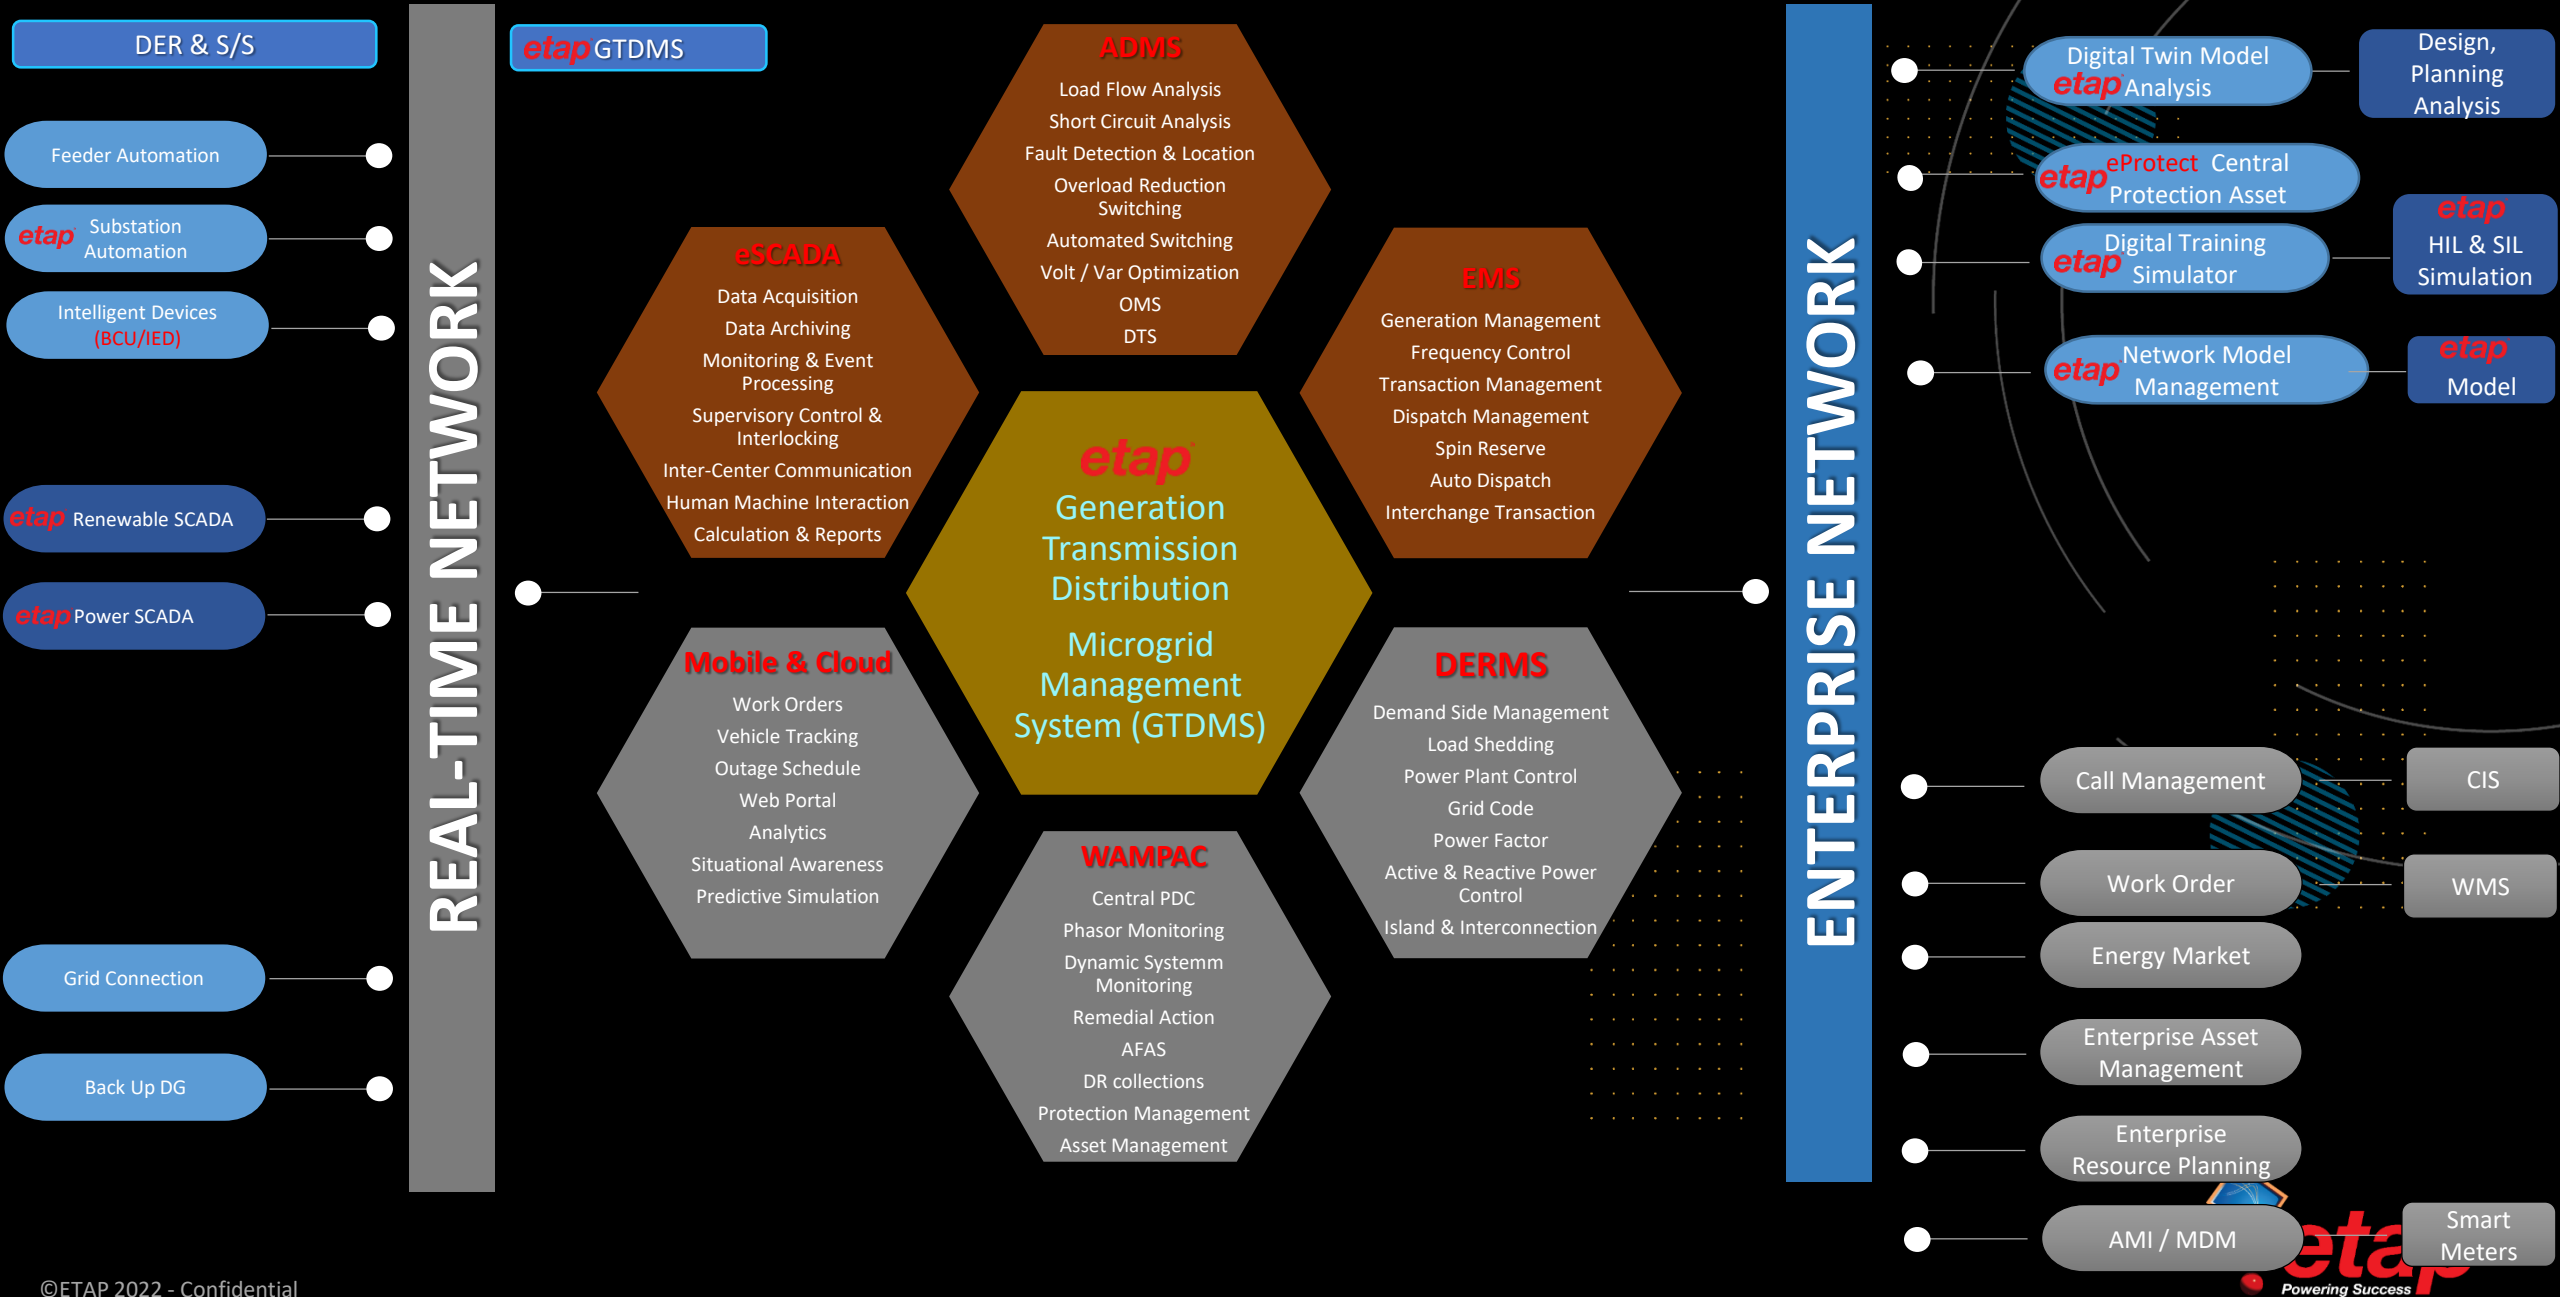 DER & S/S
Feeder Automation
etap Substation
Automation
Intelligent Devices
(BCU/IED)
etap Renewable SCADA
etap Power SCADA
Grid Connection
Back Up DG
REAL-TIME NETWORK
etap GTDMS
ADMS
Load Flow Analysis
Short Circuit Analysis
Fault Detection & Location
Overload Reduction
Switching
Automated Switching
Volt / Var Optimization
OMS
DTS
eSCADA
Data Acquisition
Data Archiving
Monitoring & Event
Processing
Supervisory Control &
Interlocking
Inter-Center Communication
Human Machine Interaction
Calculation & Reports
EMS
Generation Management
Frequency Control
Transaction Management
Dispatch Management
Spin Reserve
Auto Dispatch
Interchange Transaction
etap
Generation
Transmission
Distribution
Microgrid
Management
System (GTDMS)
Mobile & Cloud
Work Orders
Vehicle Tracking
Outage Schedule
Web Portal
Analytics
Situational Awareness
Predictive Simulation
DERMS
Demand Side Management
Load Shedding
Power Plant Control
Grid Code
Power Factor
Active & Reactive Power
Control
Island & Interconnection
WAMPAC
Central PDC
Phasor Monitoring
Dynamic Systemm
Monitoring
Remedial Action
AFAS
DR collections
Protection Management
Asset Management
ENTERPRISE NETWORK
Digital Twin Model
etap Analysis
Design,
Planning
Analysis
etap eProtect Central
Protection Asset
Digital Training
etap Simulator
etap
HIL & SIL
Simulation
etap Network Model
Management
etap
Model
Call Management
CIS
Work Order
WMS
Energy Market
Enterprise Asset
Management
Enterprise
Resource Planning
AMI / MDM
Smart
Meters
etap
Powering Success
©ETAP 2022 - Confidential